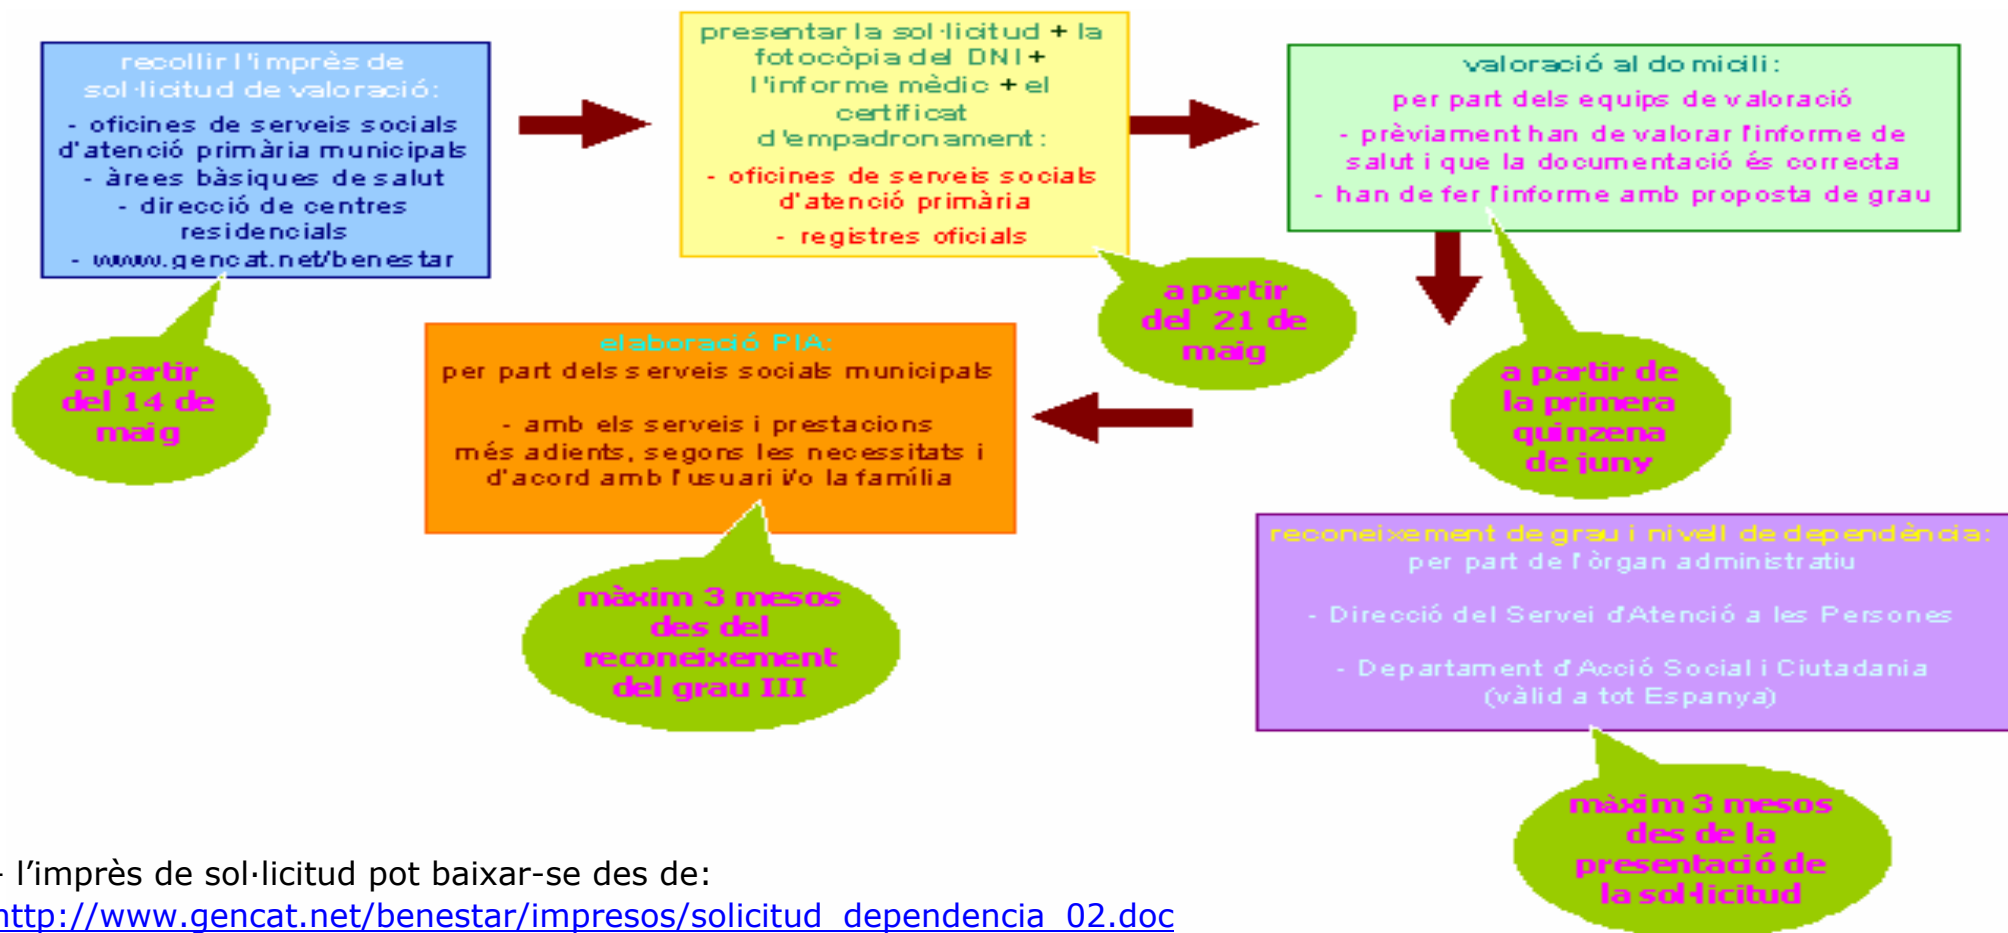 recollir l'imprès de
sol·licitud de valoració:
- oficines de serveis socials
d'atenció primària municipals
- àrees bàsiques de salut
- direcció de centres
residencials
- www.gencat.net/benestar
a partir
del 14 de
maig
presentar la sol·licitud + la
fotocòpia del DNI +
l'informe mèdic + el
certificat
d'empadronament:
- oficines de serveis socials
d'atenció primària
- registres oficials
a partir
del 21 de
maig
valoració al domicili:
per part dels equips de valoració
- prèviament han de valorar l'informe de
salut i que la documentació és correcta
- han de fer l'informe amb proposta de grau
a partir de
la primera
quinzena
de juny
reconeixement de grau i nivell de dependència:
per part de l'òrgan administratiu
- Direcció del Servei d'Atenció a les Persones
- Departament d'Acció Social i Ciutadania
(vàlid a tot Espanya)
màxim 3 mesos
des de la
presentació de
la sol·licitud
elaboració PIA:
per part dels serveis socials municipals
- amb els serveis i prestacions
més adients, segons les necessitats i
d'acord amb l'usuari i/o la família
màxim 3 mesos
des del
reconeixement
del grau III
- l’imprès de sol·licitud pot baixar-se des de:
http://www.gencat.net/benestar/impresos/solicitud_dependencia_02.doc